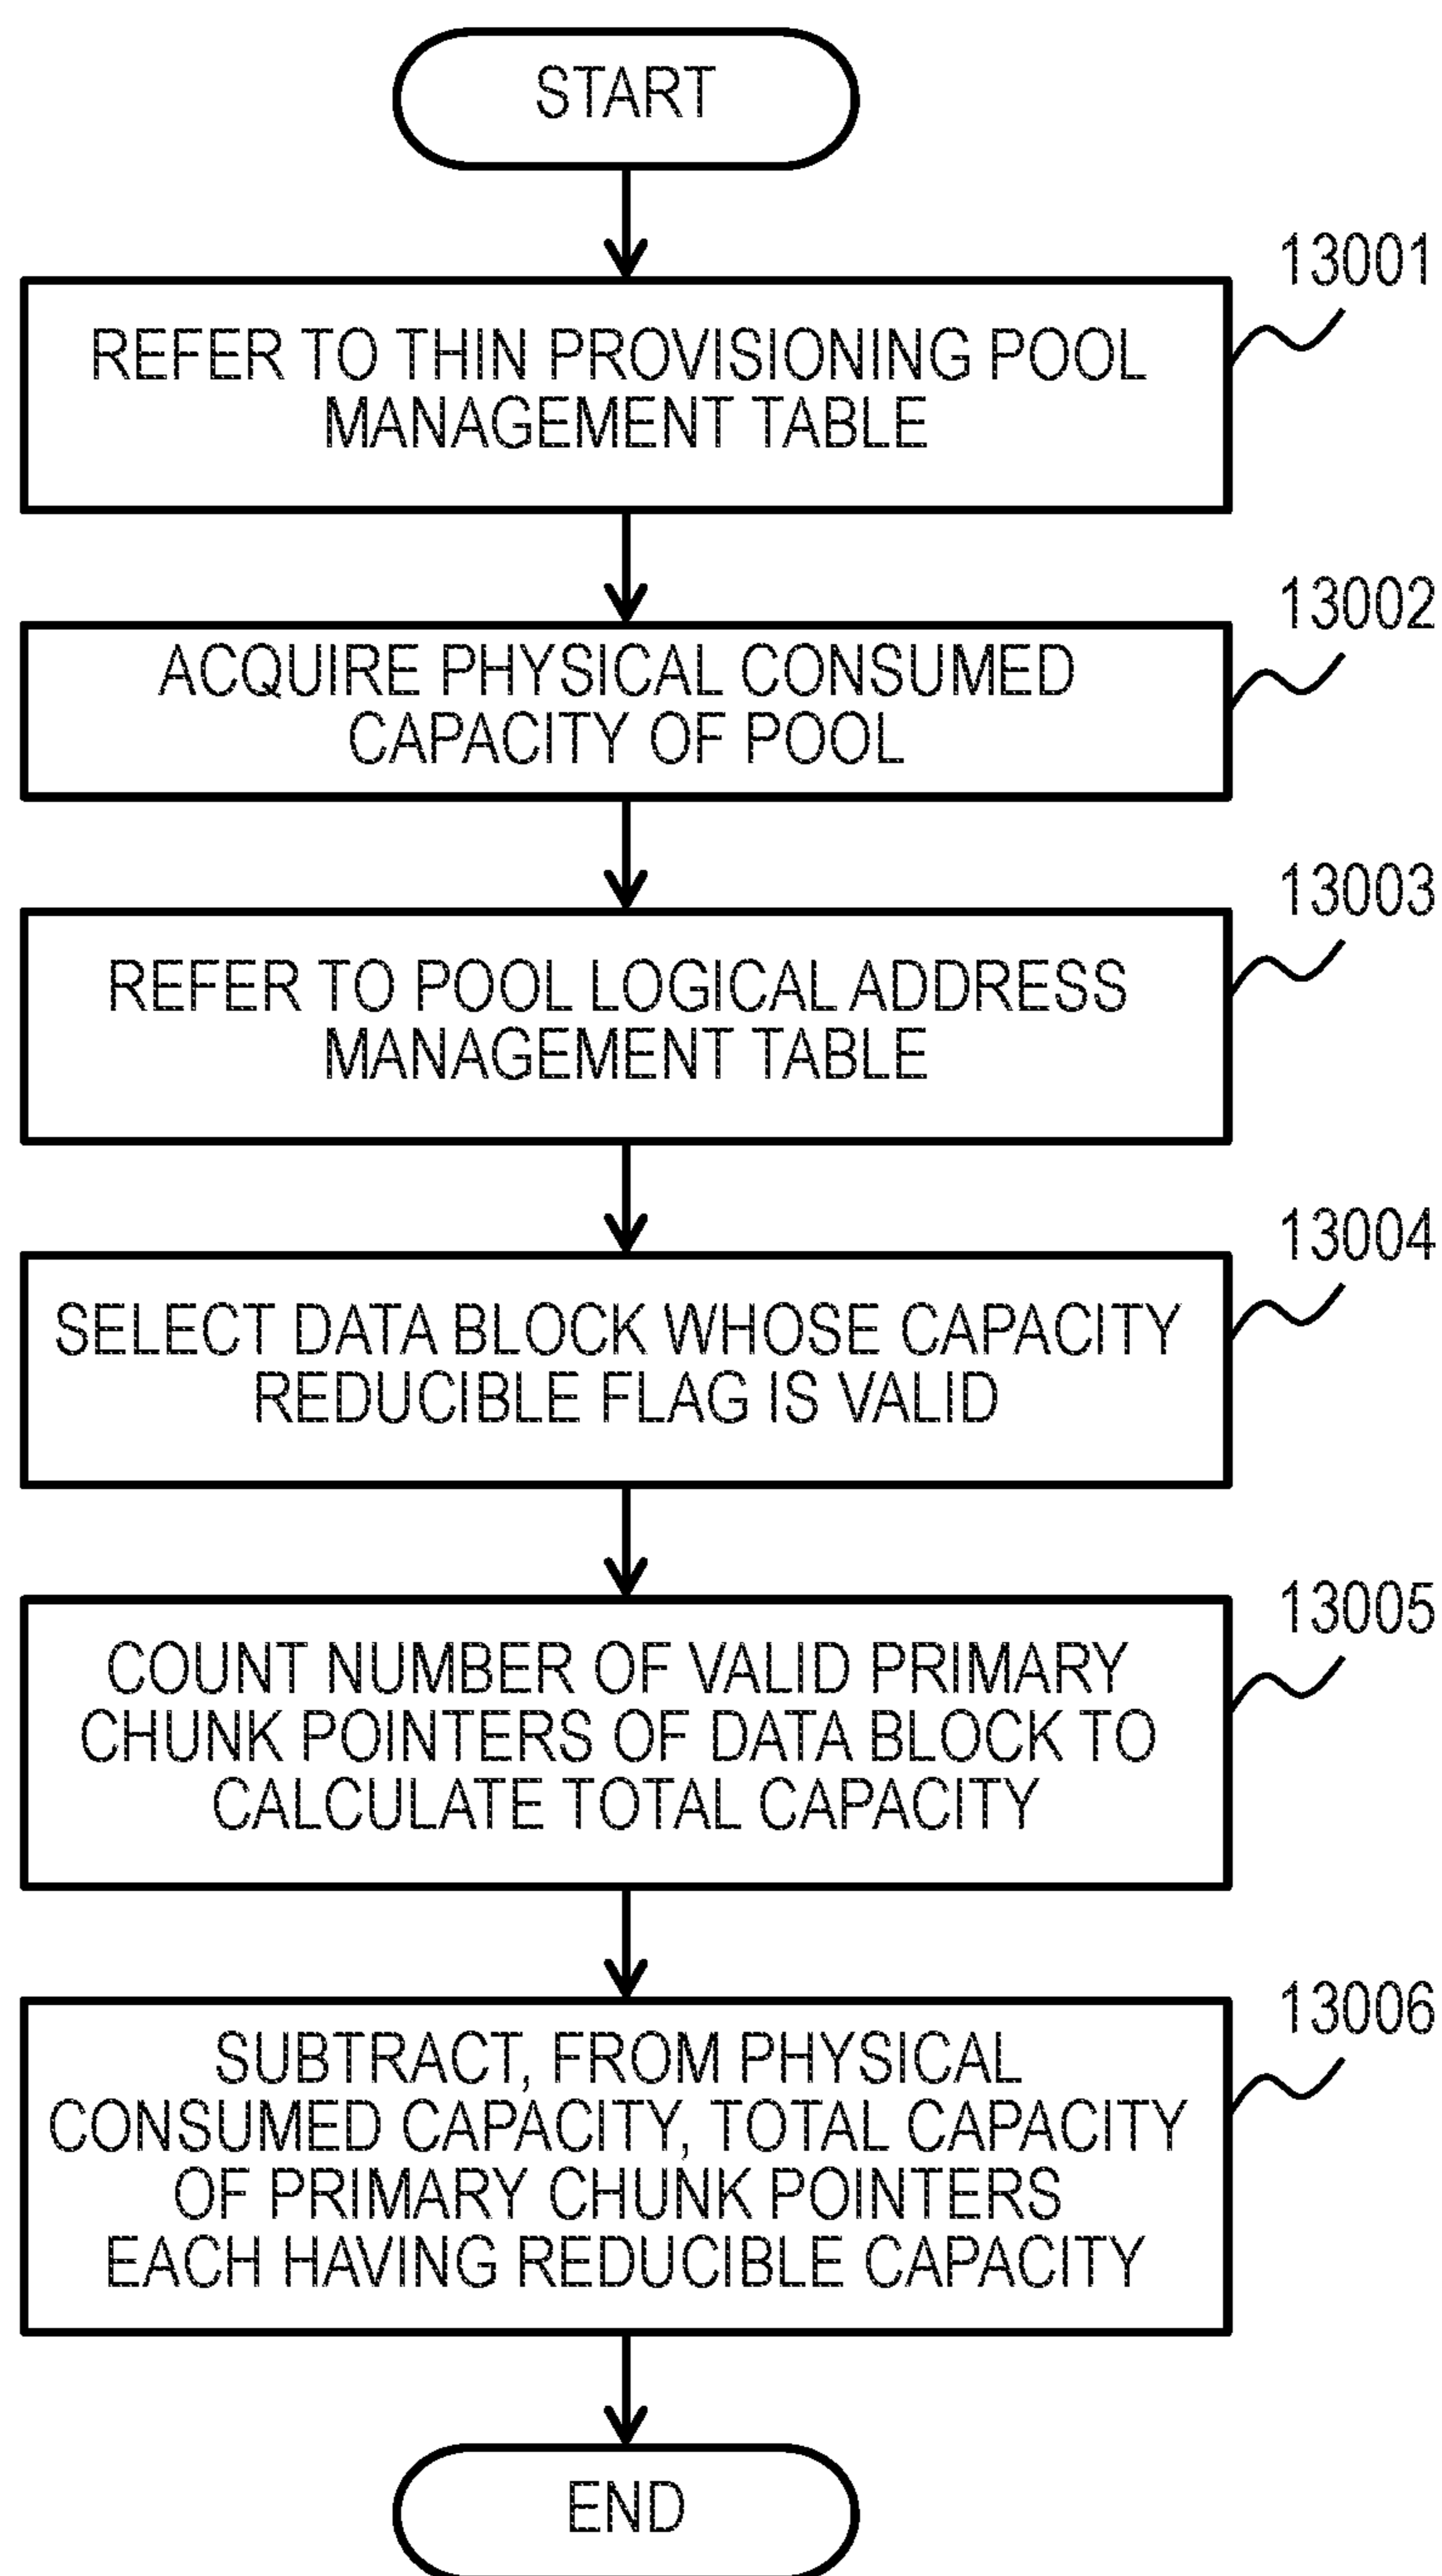 START
13001
REFER TO THIN PROVISIONING POOL
MANAGEMENT TABLE
13002
ACQUIRE PHYSICAL CONSUMED
CAPACITY OF POOL
13003
REFER TO POOL LOGICAL ADDRESS
MANAGEMENT TABLE
13004
SELECT DATA BLOCK WHOSE CAPACITY
REDUCIBLE FLAG IS VALID
13005
COUNT NUMBER OF VALID PRIMARY
CHUNK POINTERS OF DATA BLOCK TO
CALCULATE TOTAL CAPACITY
13006
SUBTRACT, FROM PHYSICAL
CONSUMED CAPACITY, TOTAL CAPACITY
OF PRIMARY CHUNK POINTERS
EACH HAVING REDUCIBLE CAPACITY
END